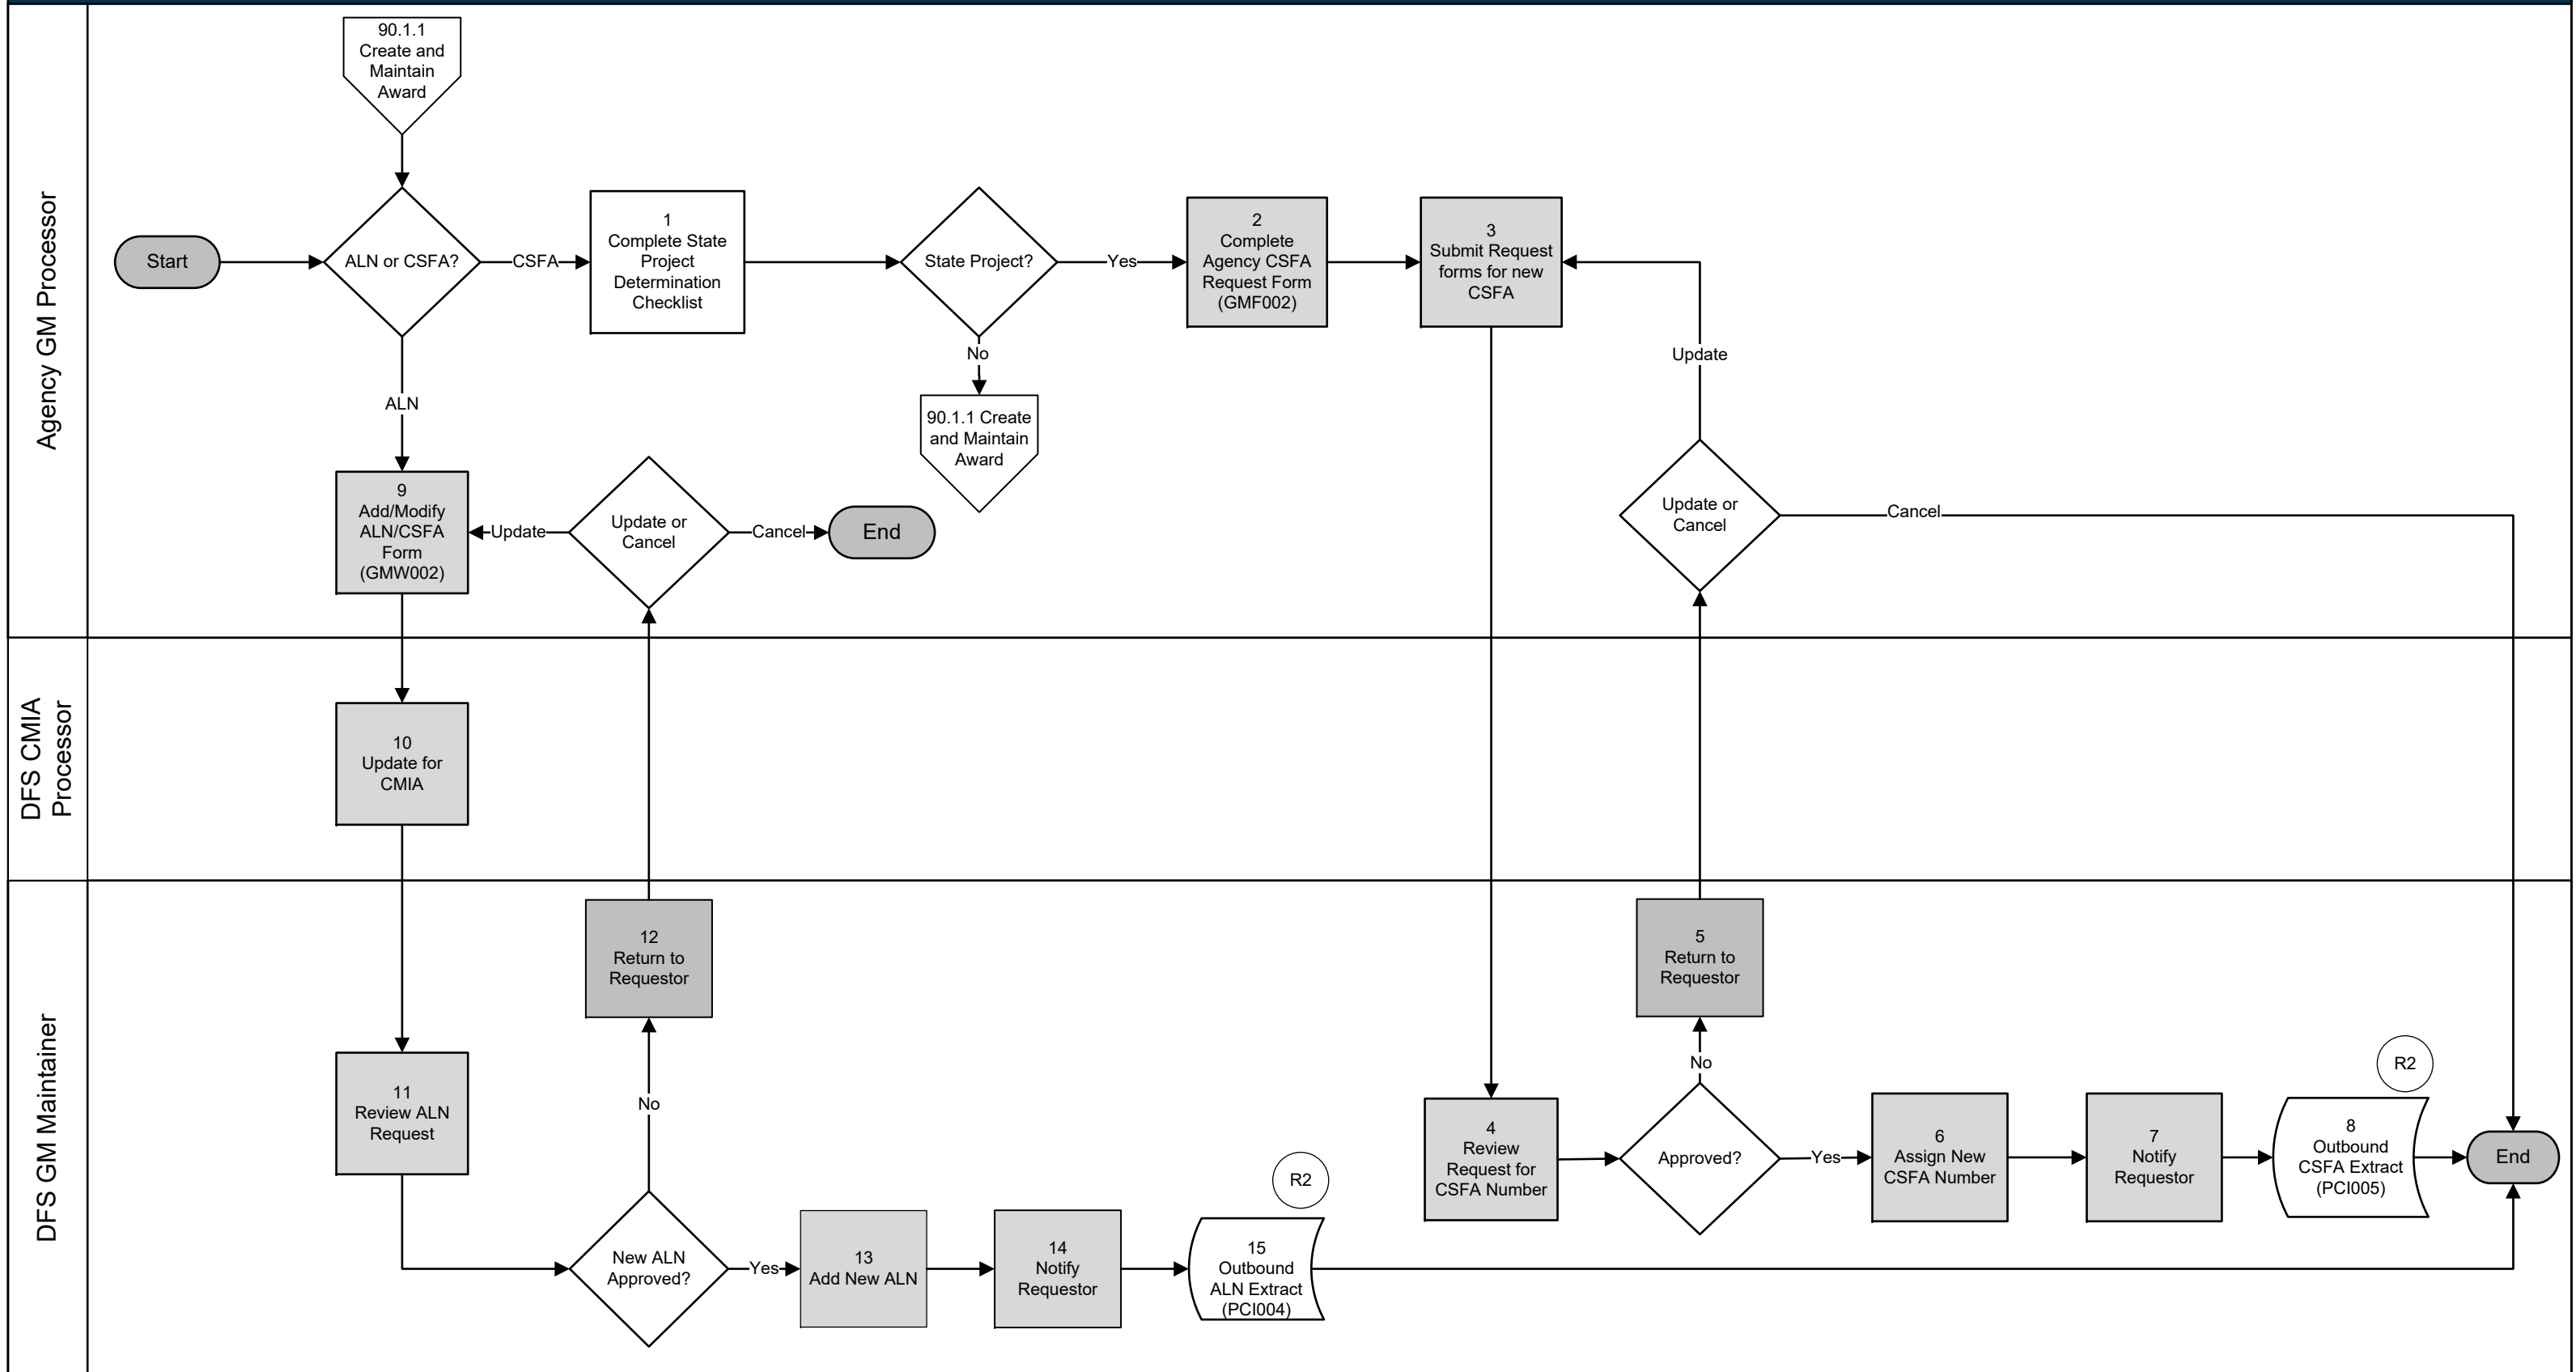 90.1.1
Create and
Maintain
Award
Agency GM Processor
Start
ALN or CSFA?
CSFA
1
Complete State
Project
Determination
Checklist
State Project?
Yes
2
Complete
Agency CSFA
Request Form
(GMF002)
3
Submit Request
forms for new
CSFA
No
90.1.1 Create
and Maintain
Award
Update
ALN
9
Add/Modify
ALN/CSFA
Form
(GMW002)
Update
Update or
Cancel
Cancel
End
Update or
Cancel
Cancel
DFS CMIA
Processor
10
Update for
CMIA
DFS GM Maintainer
12
Return to
Requestor
5
Return to
Requestor
11
Review ALN
Request
No
No
4
Review
Request for
CSFA Number
Approved?
Yes
6
Assign New
CSFA Number
7
Notify
Requestor
R2
8
Outbound
CSFA Extract
(PCI005)
End
New ALN
Approved?
Yes
13
Add New ALN
14
Notify
Requestor
R2
15
Outbound
ALN Extract
(PCI004)